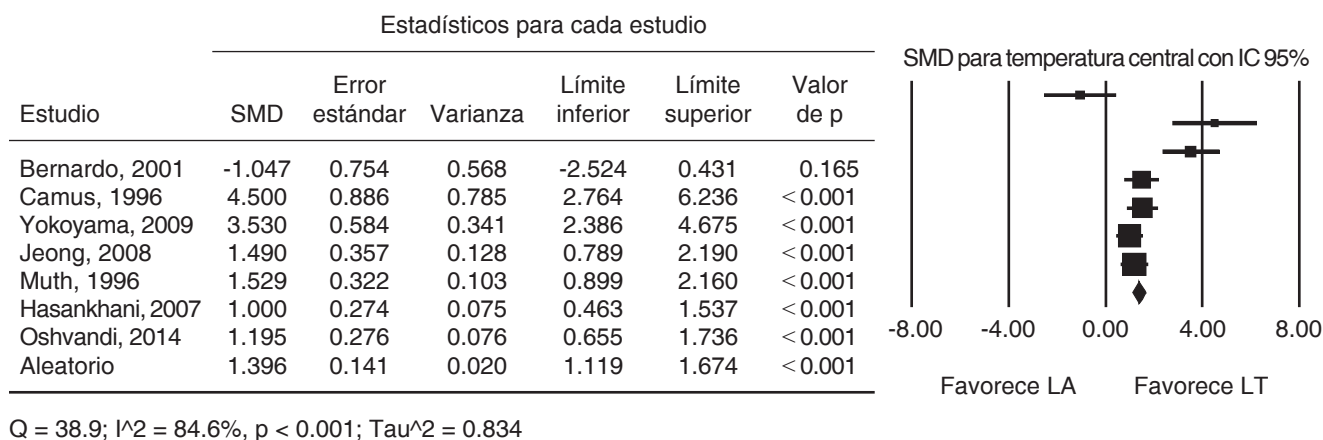 Estadísticos para cada estudio
SMD para temperatura central con IC 95%
Estudio SMD Error estándar Varianza Límite inferior Límite superior Valor de p
Bernardo, 2001 -1.047 0.754 0.568 -2.524 0.431 0.165
Camus, 1996 4.500 0.886 0.785 2.764 6.236 <0.001
Yokoyama, 2009 3.530 0.584 0.341 2.386 4.675 <0.001
Jeong, 2008 1.490 0.357 0.128 0.789 2.190 <0.001
Muth, 1996 1.529 0.322 0.103 0.899 2.160 <0.001
Hasankhani, 2007 1.000 0.274 0.075 0.463 1.537 <0.001
Oshvandi, 2014 1.195 0.276 0.076 0.655 1.736 <0.001
Aleatorio 1.396 0.141 0.020 1.119 1.674 <0.001
-8.00 -4.00 0.00 4.00 8.00
Favorece LA Favorece LT
Q = 38.9; I^2 = 84.6%, p < 0.001; Tau^2 = 0.834